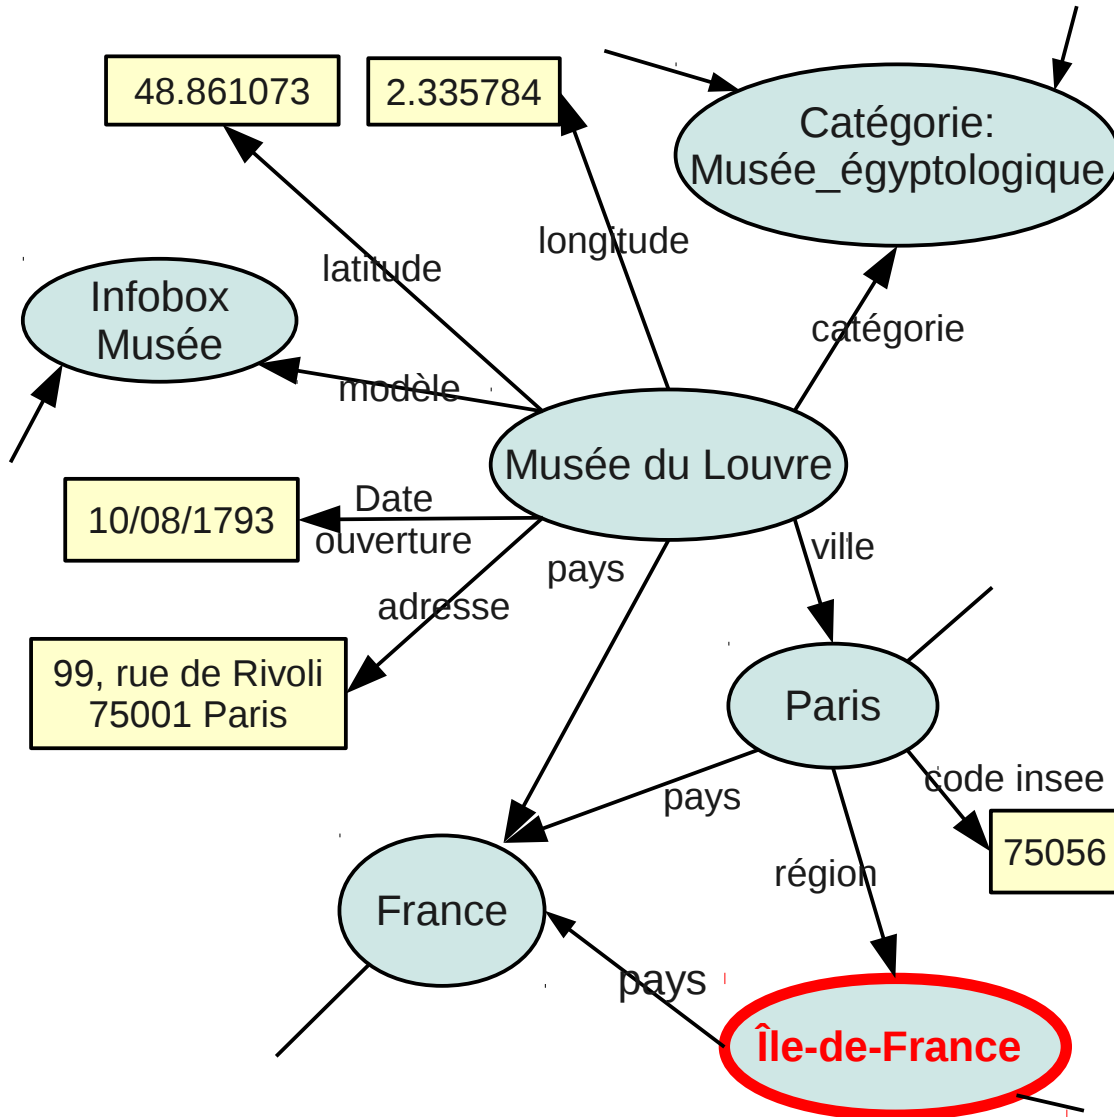 48.861073
2.335784
Catégorie:
Musée_égyptologique
longitude
latitude
Infobox
Musée
catégorie
modèle
Musée du Louvre
Date
ouverture
10/08/1793
pays
ville
adresse
99, rue de Rivoli
75001 Paris
Paris
code insee
pays
75056
région
France
pays
Île-de-France